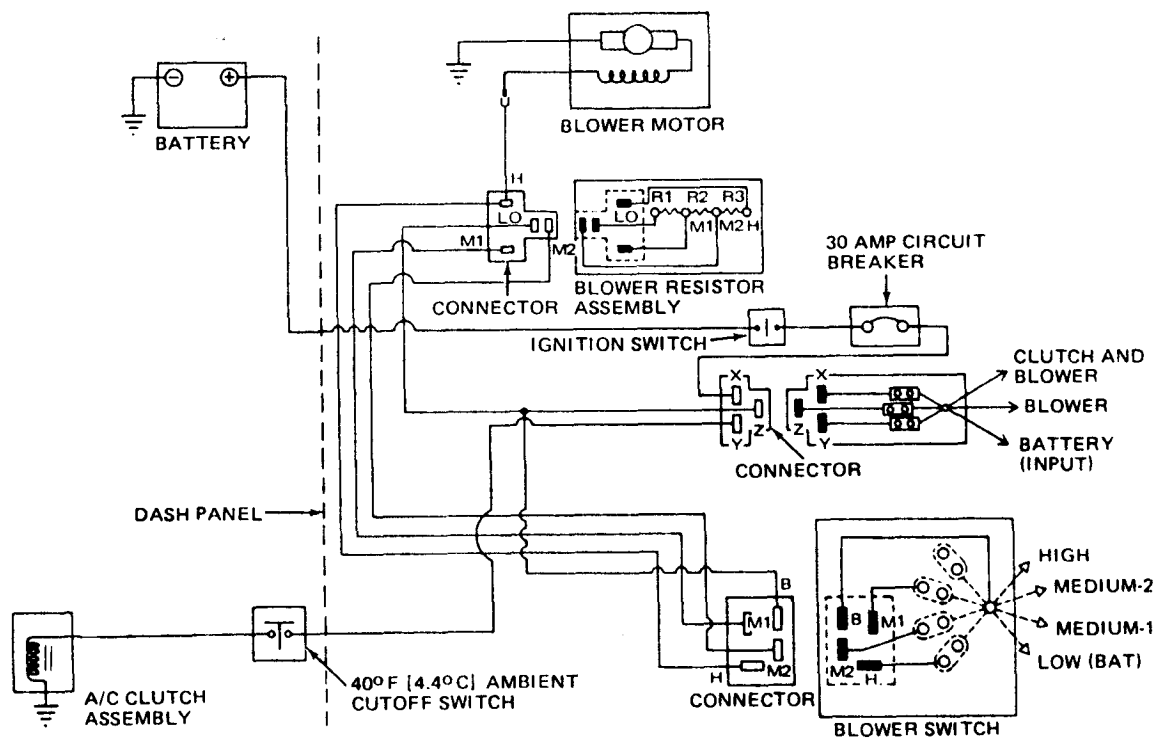 BATTERY
BLOWER MOTOR
H
LO
M1
M2
CONNECTOR
R1 R2 R3
LO
M1 M2 H
BLOWER RESISTOR
ASSEMBLY
30 AMP CIRCUIT
BREAKER
IGNITION SWITCH
X
Z
Y
X
Z
Y
CONNECTOR
CLUTCH AND
BLOWER
BLOWER
BATTERY
(INPUT)
DASH PANEL
B
M1
M2
H
CONNECTOR
B
M1
M2
H
HIGH
MEDIUM-2
MEDIUM-1
LOW (BAT)
BLOWER SWITCH
A/C CLUTCH
ASSEMBLY
40ºF (4.4ºC) AMBIENT
CUTOFF SWITCH